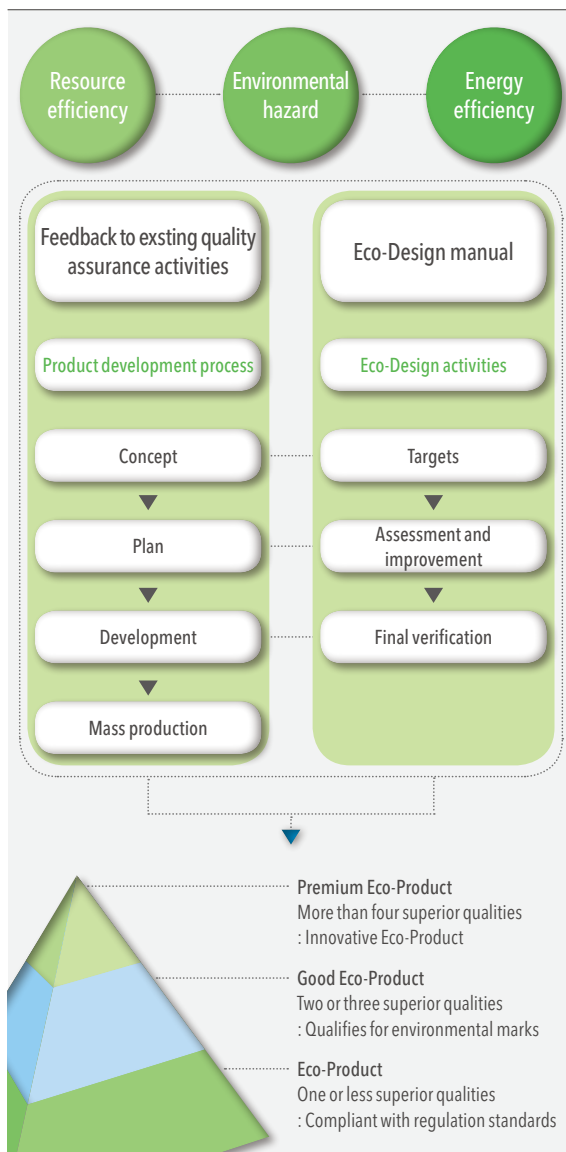 Resource
efficiency
Environmental
hazard
Energy
efficiency
Feedback to exsting quality
assurance activities
Eco-Design manual
Product development process
Eco-Design activities
Concept
Targets
Plan
Assessment and
improvement
Development
Final verification
Mass production
Premium Eco-Product
More than four superior qualities
: Innovative Eco-Product
Good Eco-Product
Two or three superior qualities
: Qualifies for environmental marks
Eco-Product
One or less superior qualities
: Compliant with regulation standards